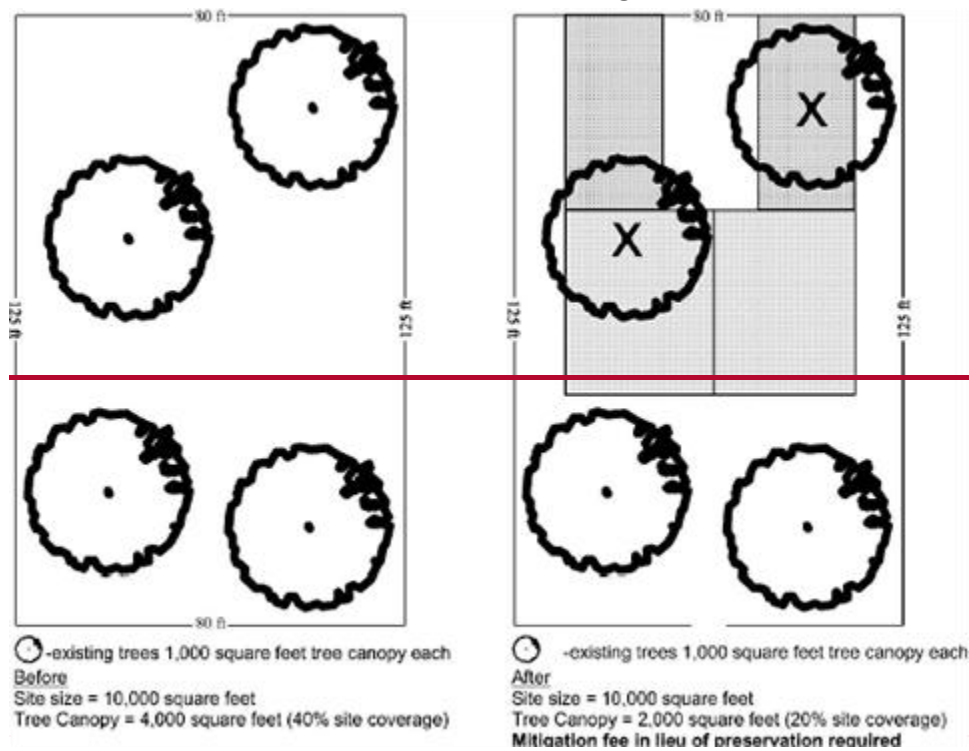 80 ft
80 ft
X
X
125 ft
125 ft
125 ft
125 ft
80 ft
-existing trees 1,000 square feet tree canopy each
Before
Site size = 10,000 square feet
Tree Canopy = 4,000 square feet (40% site coverage)
-existing trees 1,000 square feet tree canopy each
After
Site size = 10,000 square feet
Tree Canopy = 2,000 square feet (20% site coverage)
Mitigation fee in lieu of preservation required